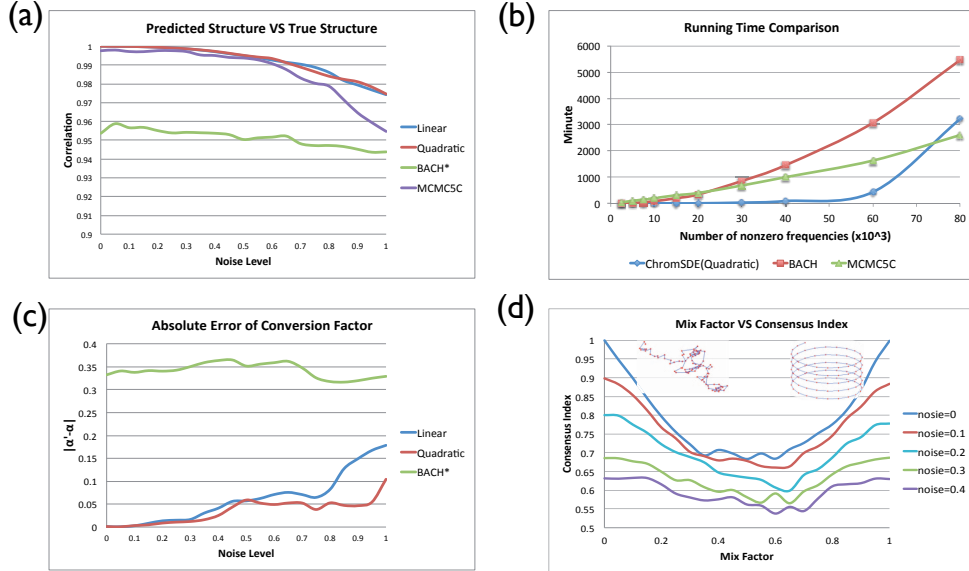 (a)
Predicted Structure VS True Structure
1
0.99
0.98
0.97
0.96
0.95
0.94
0.93
0.92
0.91
0.9
Correlation
0 0.1 0.2 0.3 0.4 0.5 0.6 0.7 0.8 0.9 1
Noise Level
Linear
Quadratic
BACH*
MCMC5C
(b)
Running Time Comparison
6000
5000
4000
3000
2000
1000
0
Minute
0 10 20 30 40 50 60 70 80
Number of nonzero frequencies (x10^3)
ChromSDE(Quadratic) BACH MCMC5C
(c)
Absolute Error of Conversion Factor
0.4
0.35
0.3
0.25
0.2
0.15
0.1
0.05
0
|α'-α|
0 0.1 0.2 0.3 0.4 0.5 0.6 0.7 0.8 0.9 1
Noise Level
Linear
Quadratic
BACH*
(d)
Mix Factor VS Consensus Index
1
0.95
0.9
0.85
0.8
0.75
0.7
0.65
0.6
0.55
0.5
Consensus Index
0 0.2 0.4 0.6 0.8 1
Mix Factor
nosie=0
nosie=0.1
noise=0.2
noise=0.3
noise=0.4